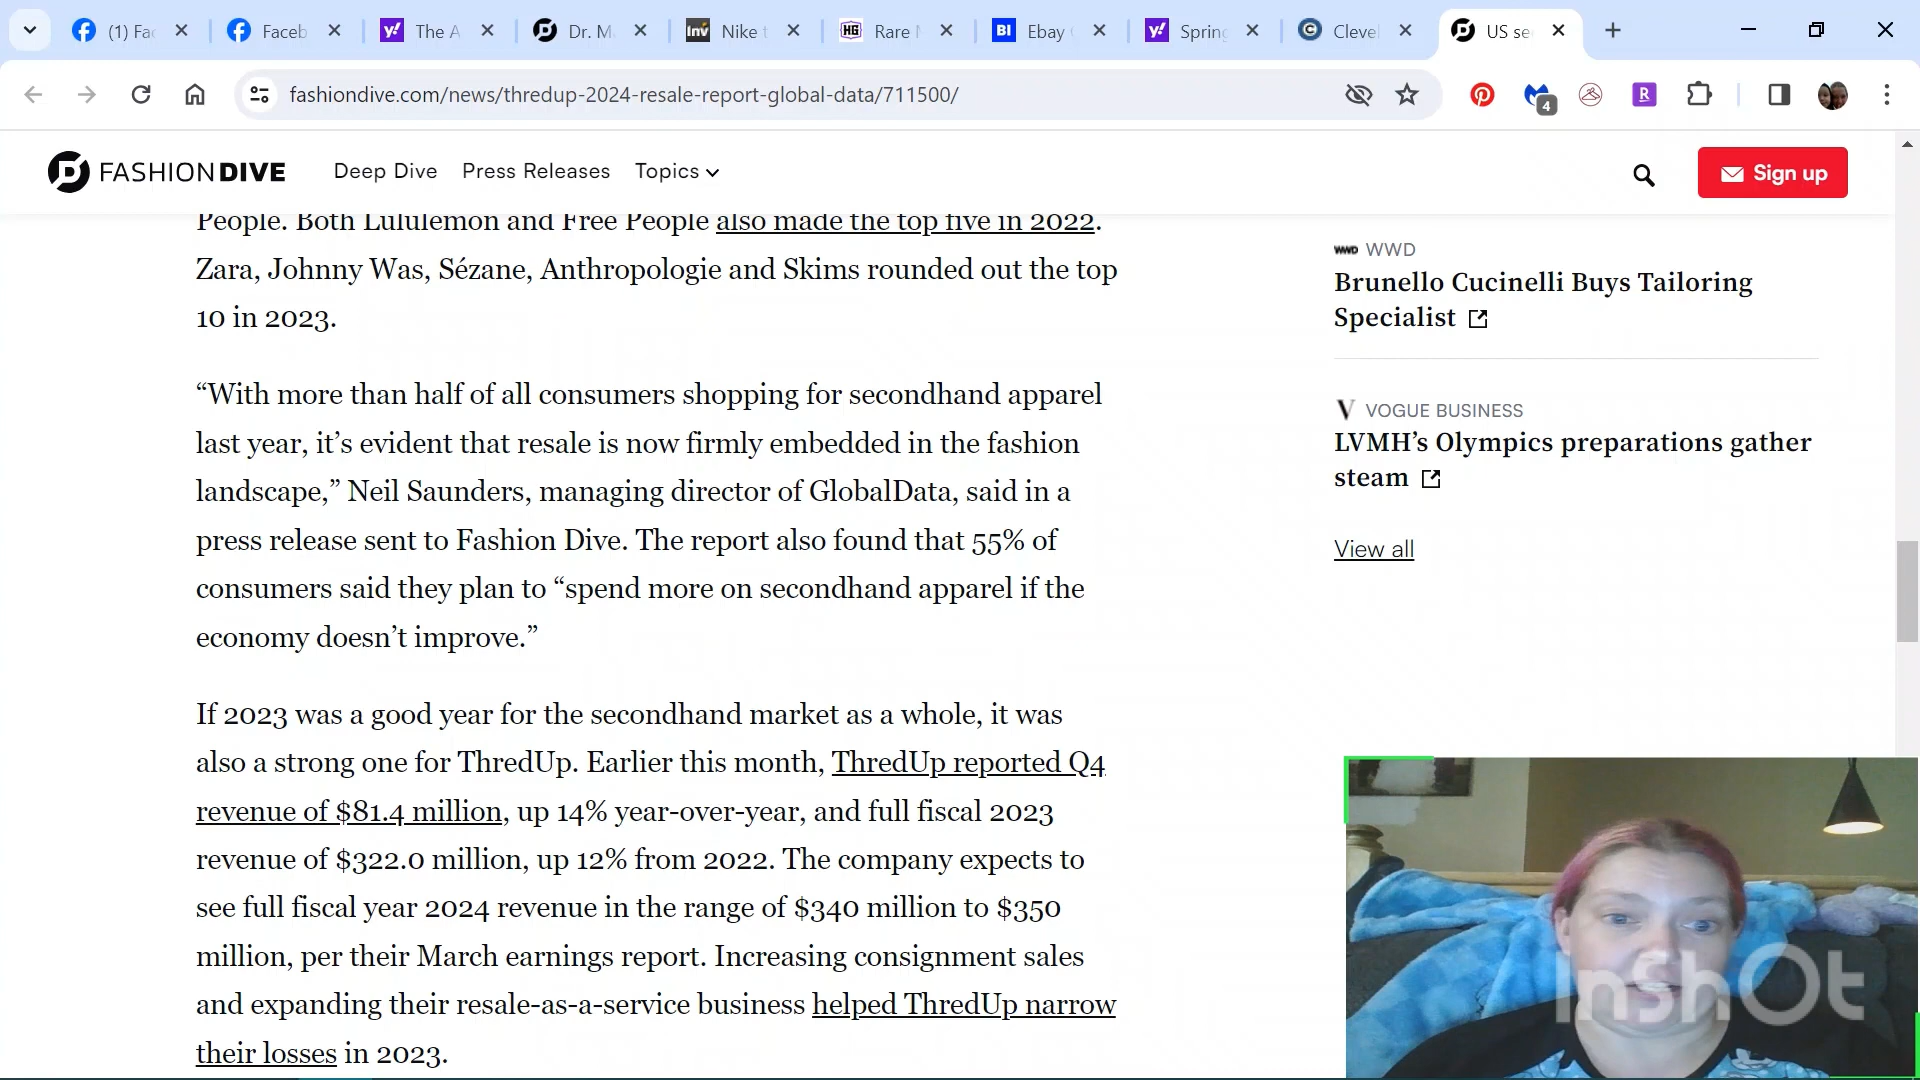 (1) Fac
Faceb
The A
Dr. M
Nike t
Rare
Ebay
Spring
Clevel
US se
fashiondive.com/news/thredup-2024-resale-report-global-data/711500/
4
FASHIONDIVE
Deep Dive
Press Releases
Topics
Sign up
People. Both Lululemon and Free People also made the top five in 2022.
Zara, Johnny Was, Sézane, Anthropologie and Skims rounded out the top
10 in 2023.
“With more than half of all consumers shopping for secondhand apparel
last year, it’s evident that resale is now firmly embedded in the fashion
landscape,” Neil Saunders, managing director of GlobalData, said in a
press release sent to Fashion Dive. The report also found that 55% of
consumers said they plan to “spend more on secondhand apparel if the
economy doesn’t improve.”
If 2023 was a good year for the secondhand market as a whole, it was
also a strong one for ThredUp. Earlier this month, ThredUp reported Q4
revenue of $81.4 million, up 14% year-over-year, and full fiscal 2023
revenue of $322.0 million, up 12% from 2022. The company expects to
see full fiscal year 2024 revenue in the range of $340 million to $350
million, per their March earnings report. Increasing consignment sales
and expanding their resale-as-a-service business helped ThredUp narrow
their losses in 2023.
WWD
Brunello Cucinelli Buys Tailoring
Specialist
VOGUE BUSINESS
LVMH’s Olympics preparations gather
steam
View all
InShOt